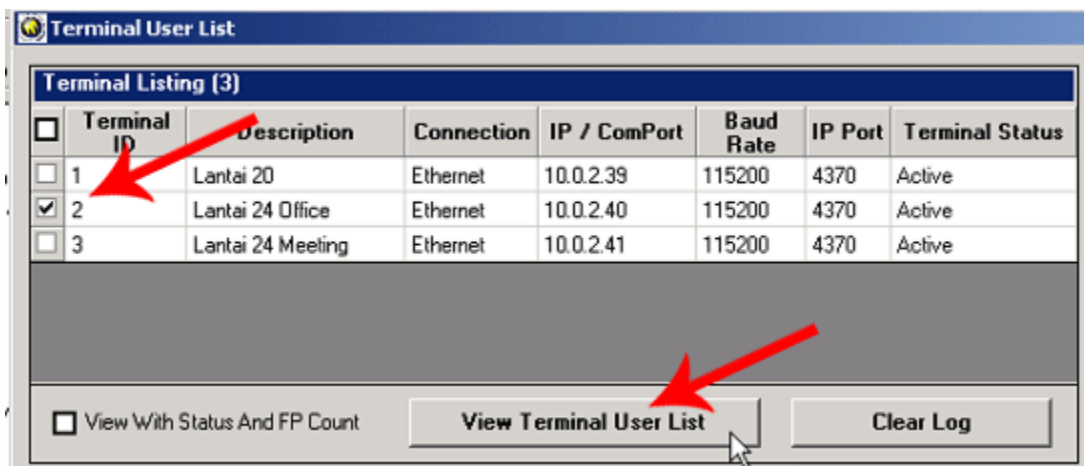 Terminal User List
Terminal Listing (3)
Terminal ID Description Connection IP / ComPort Baud Rate IP Port Terminal Status
1 Lantai 20 Ethernet 10.0.2.39 115200 4370 Active
2 Lantai 24 Office Ethernet 10.0.2.40 115200 4370 Active
3 Lantai 24 Meeting Ethernet 10.0.2.41 115200 4370 Active
View With Status And FP Count View Terminal User List Clear Log